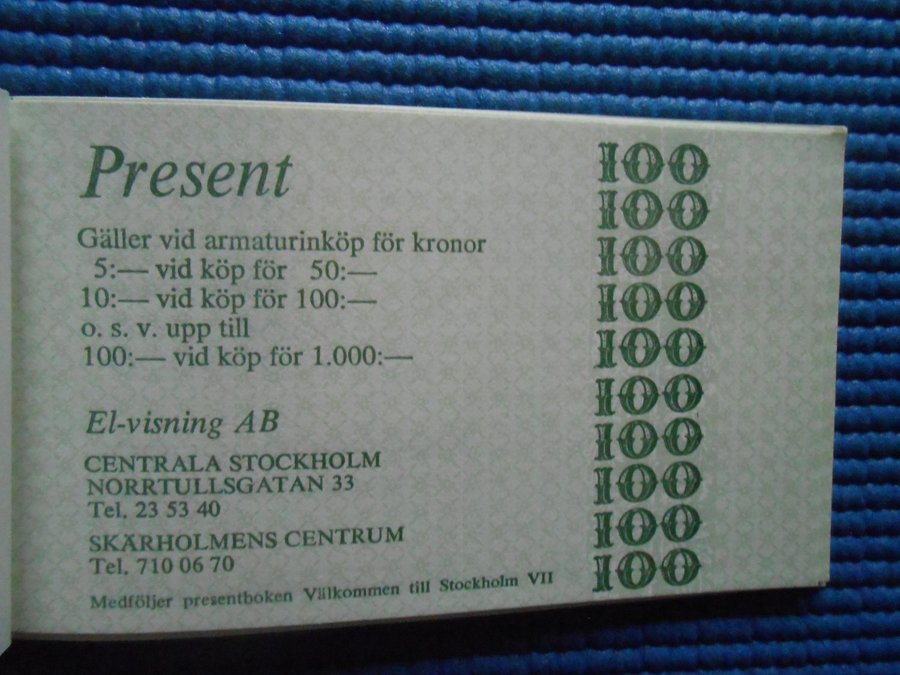 Present
Gäller vid armaturinköp för kronor
5:— vid köp för 50:—
10:— vid köp för 100:—
o. s. v. upp till
100:— vid köp för 1.000:—
El-visning AB
CENTRALA STOCKHOLM
NORRTULLSGATAN 33
Tel. 23 53 40
SKÄRHOLMENS CENTRUM
Tel. 710 06 70
Medföljer presentboken Välkommen till Stockholm VII
100
100
100
100
100
100
100
100
100
100